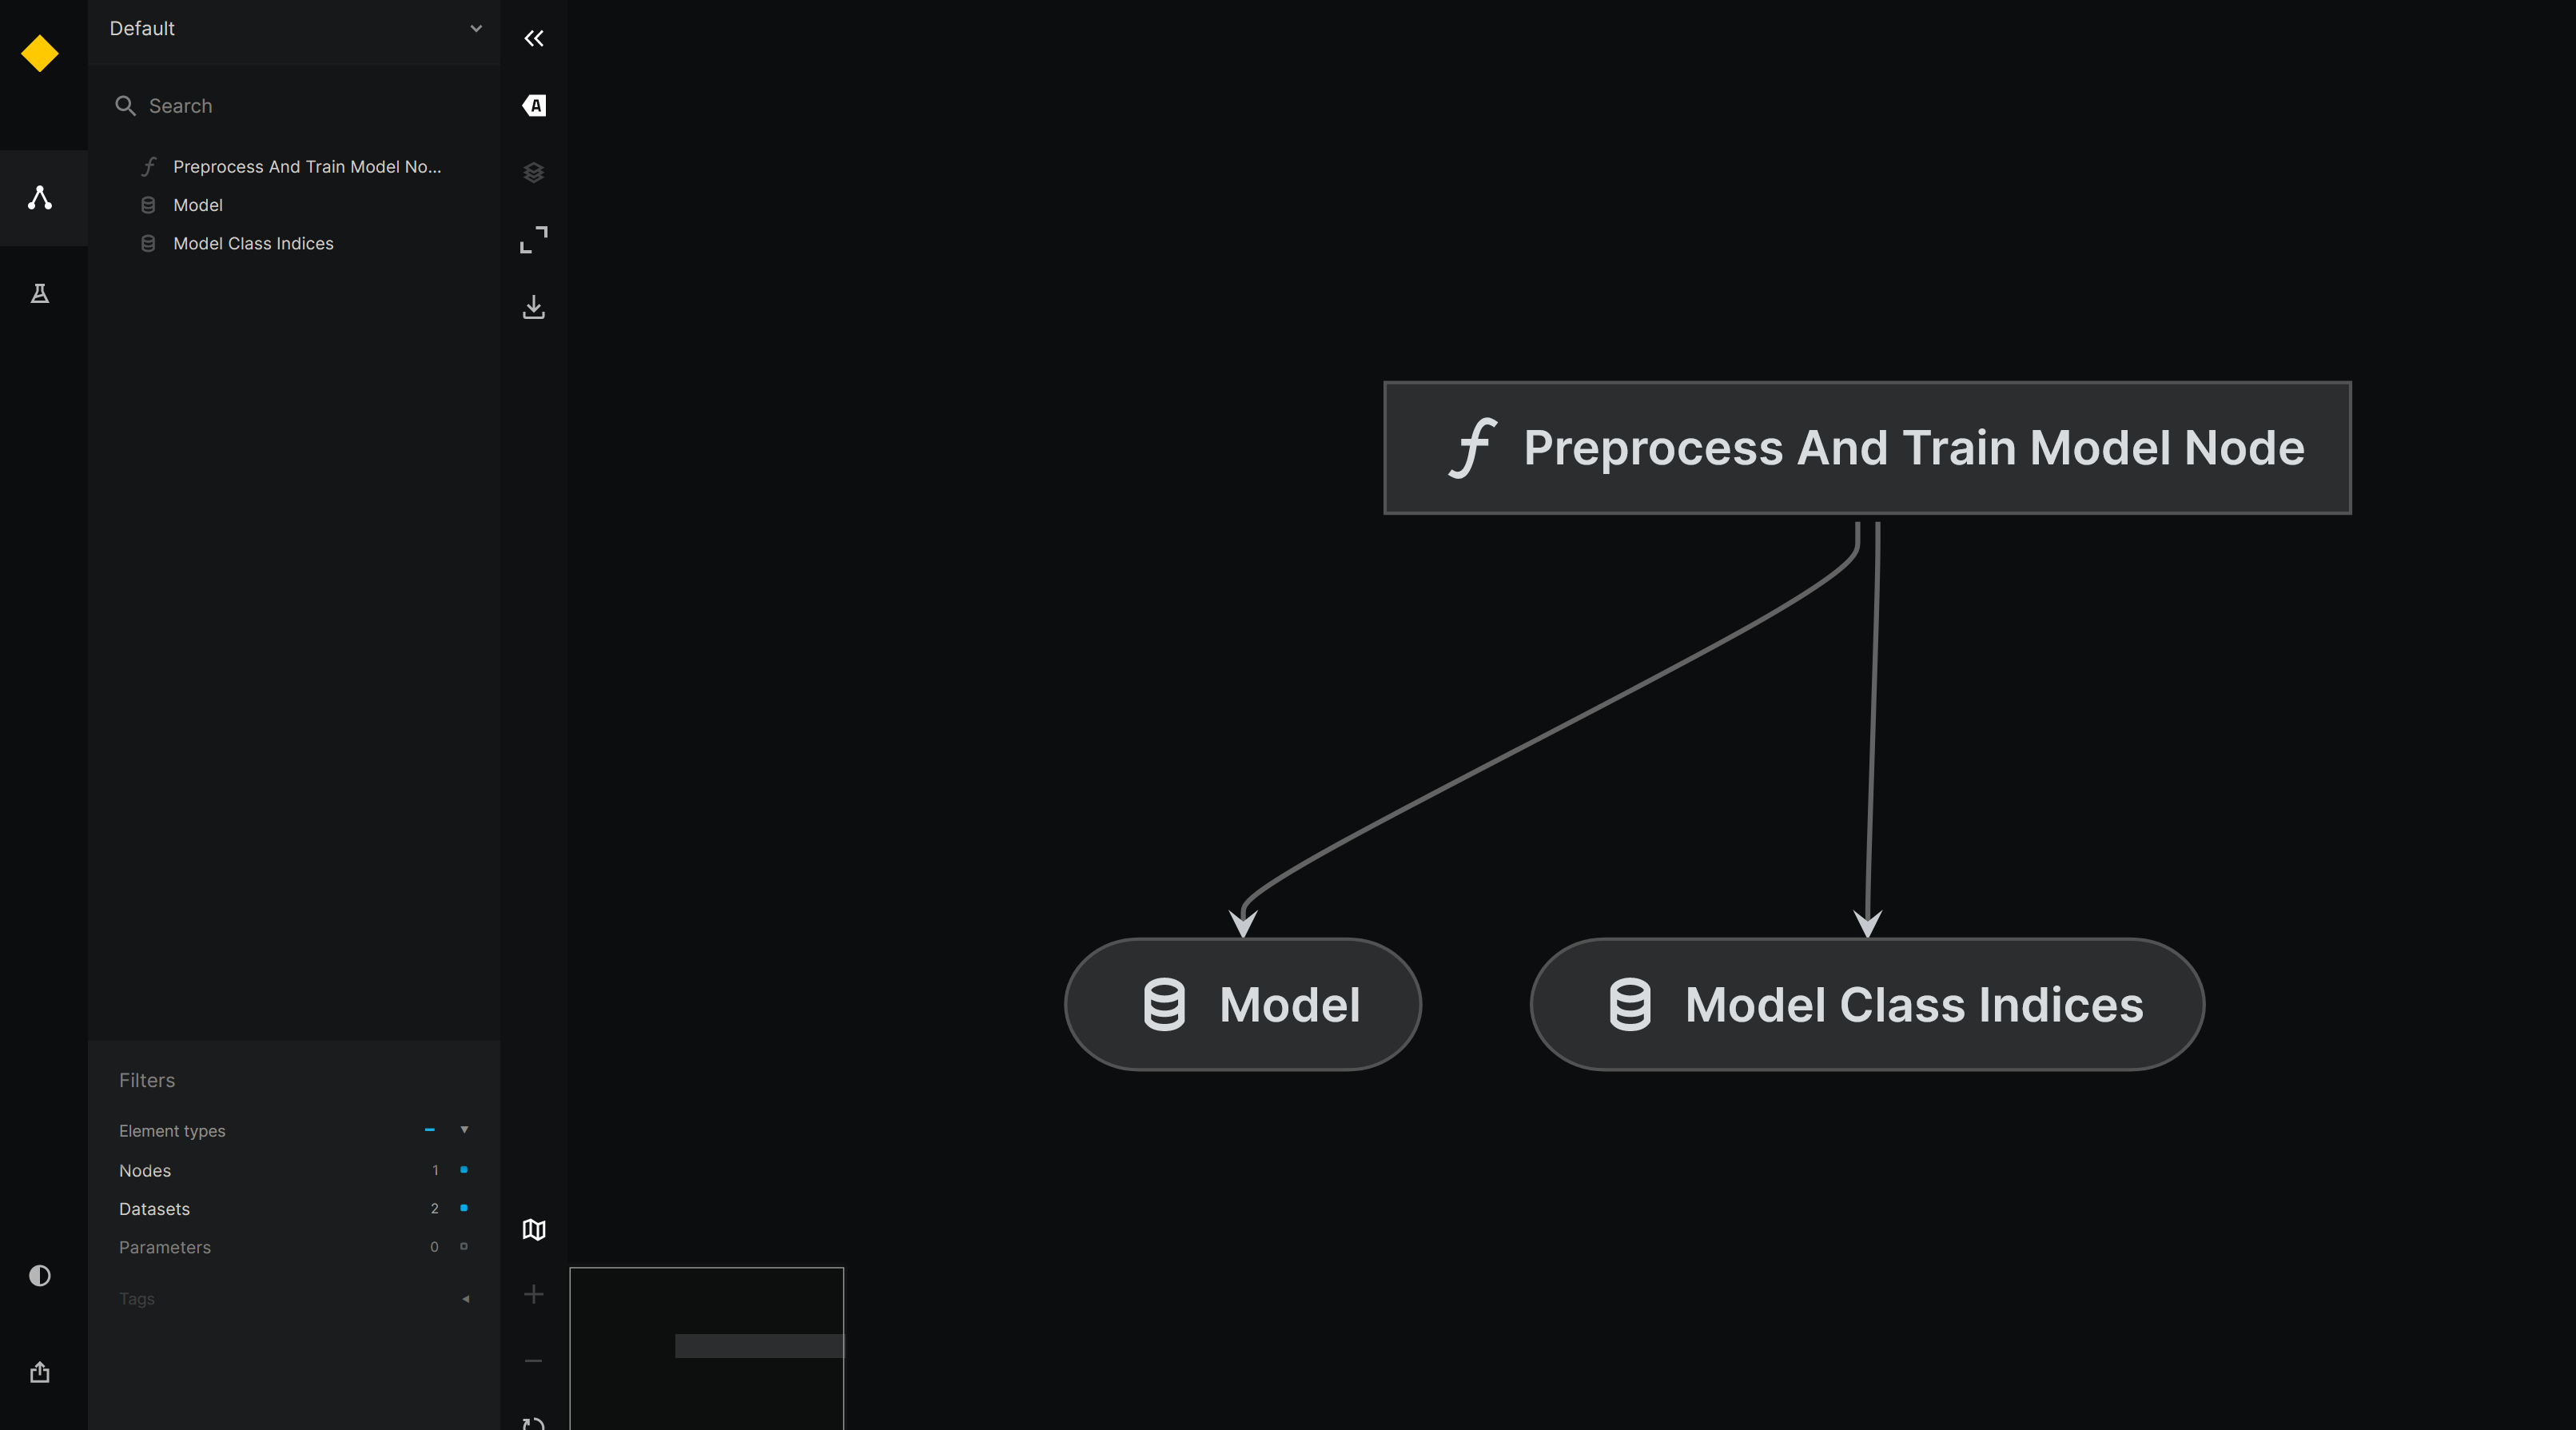 Default
Search
Preprocess And Train Model No...
Model
Model Class Indices
Filters
Element types
Nodes 1
Datasets 2
Parameters 0
Tags
A
Preprocess And Train Model Node
Model
Model Class Indices